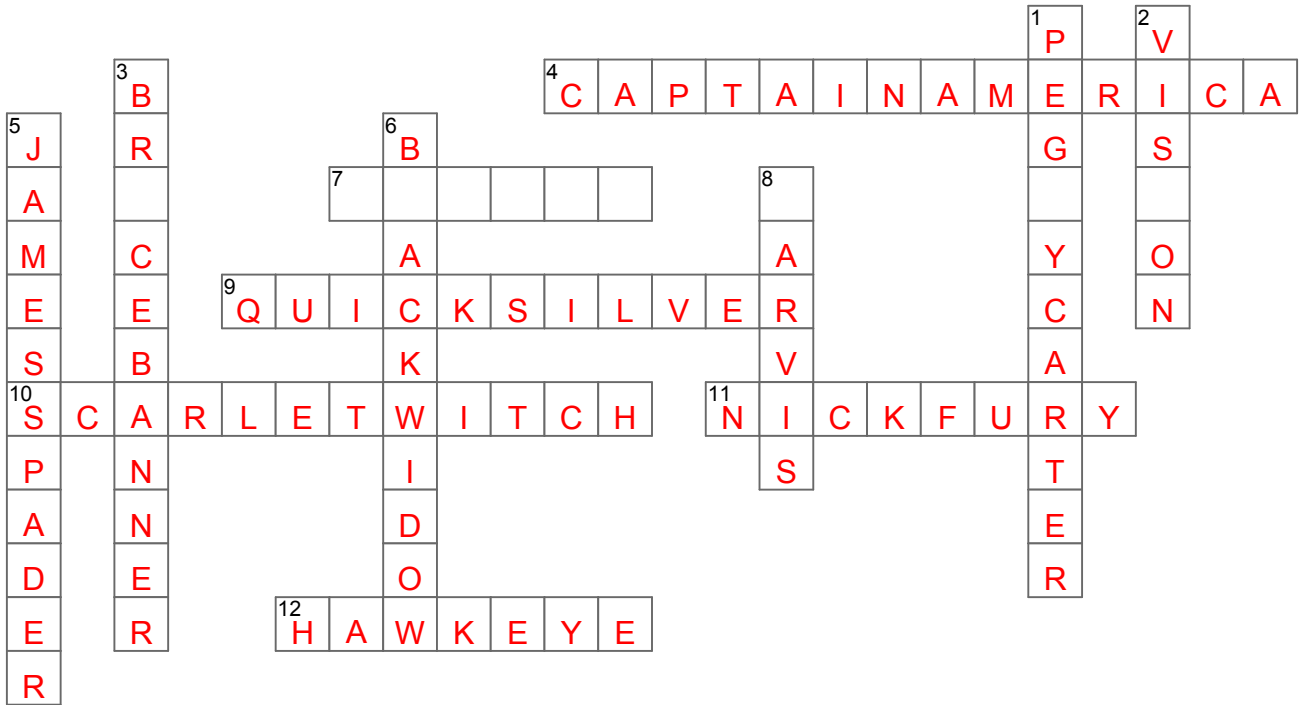 1 P 2 V
3 B 4 C A P T A I N A M E R I C A
5 J R 6 B G S
A 7 8
M C A A Y O
E E 9 Q U I C K S I L V E R C N
S B K V A
10 S C A R L E T W I T C H 11 N I C K F U R Y
P N I S T
A N D E
D E O R
E R 12 H A W K E Y E
R